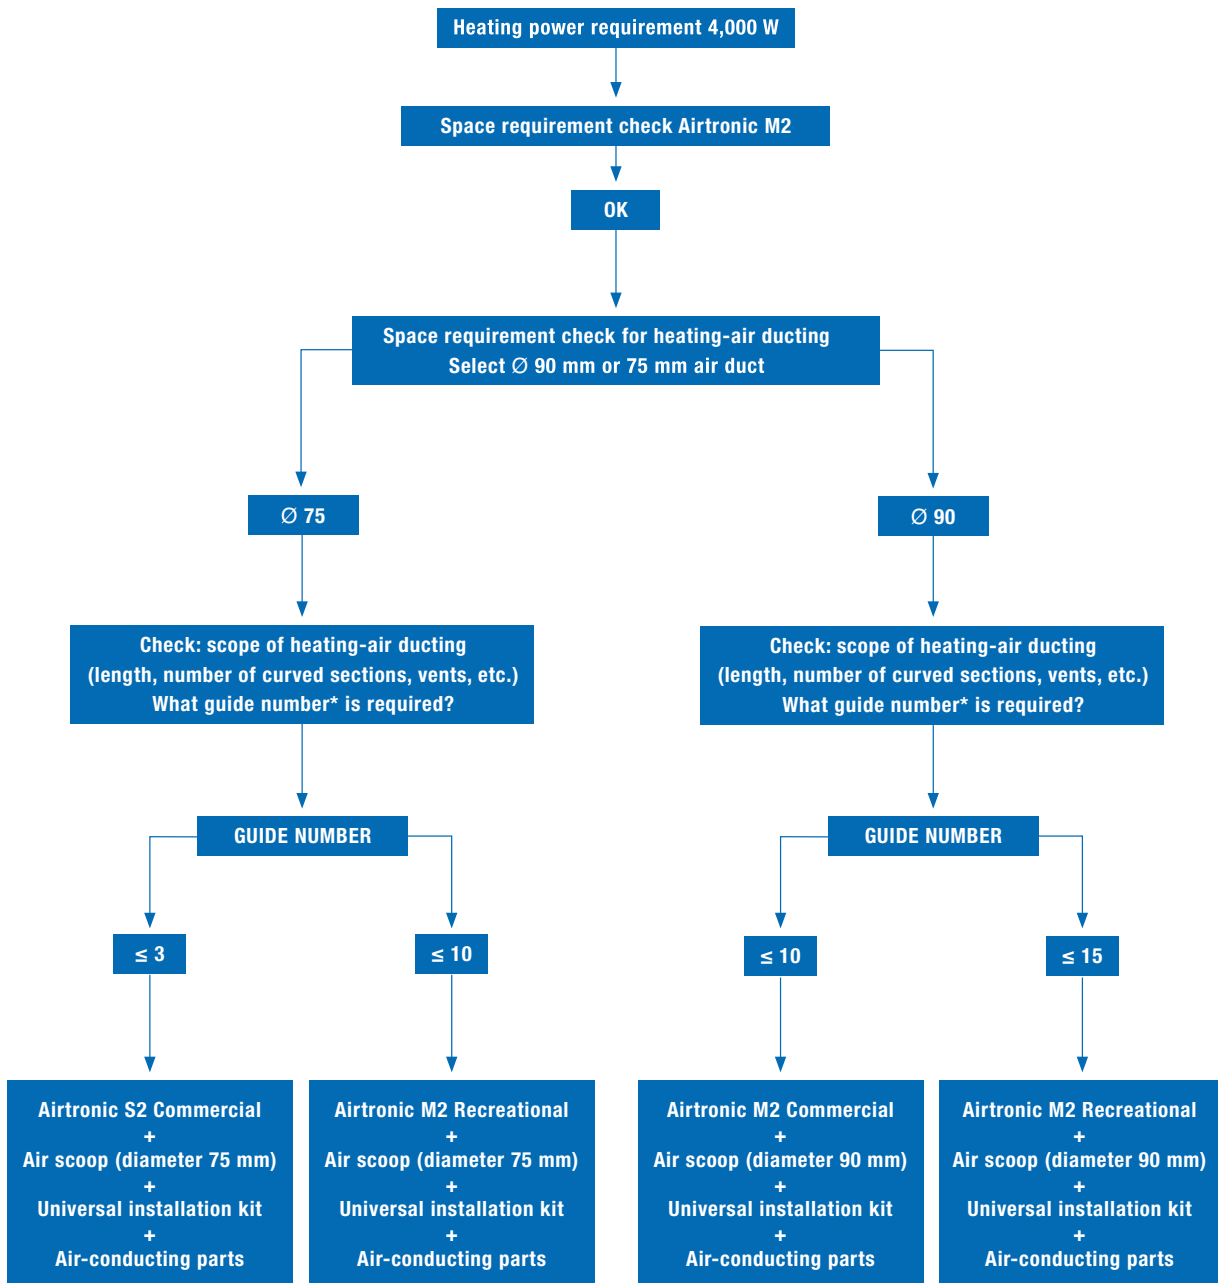 Heating power requirement 4,000 W
Space requirement check Airtronic M2
OK
Space requirement check for heating-air ducting
Select Ø 90 mm or 75 mm air duct
Ø 75
Ø 90
Check: scope of heating-air ducting
(length, number of curved sections, vents, etc.)
What guide number* is required?
Check: scope of heating-air ducting
(length, number of curved sections, vents, etc.)
What guide number* is required?
GUIDE NUMBER
GUIDE NUMBER
≤ 3
≤ 10
≤ 10
≤ 15
Airtronic S2 Commercial
+
Air scoop (diameter 75 mm)
+
Universal installation kit
+
Air-conducting parts
Airtronic M2 Recreational
+
Air scoop (diameter 75 mm)
+
Universal installation kit
+
Air-conducting parts
Airtronic M2 Commercial
+
Air scoop (diameter 90 mm)
+
Universal installation kit
+
Air-conducting parts
Airtronic M2 Recreational
+
Air scoop (diameter 90 mm)
+
Universal installation kit
+
Air-conducting parts